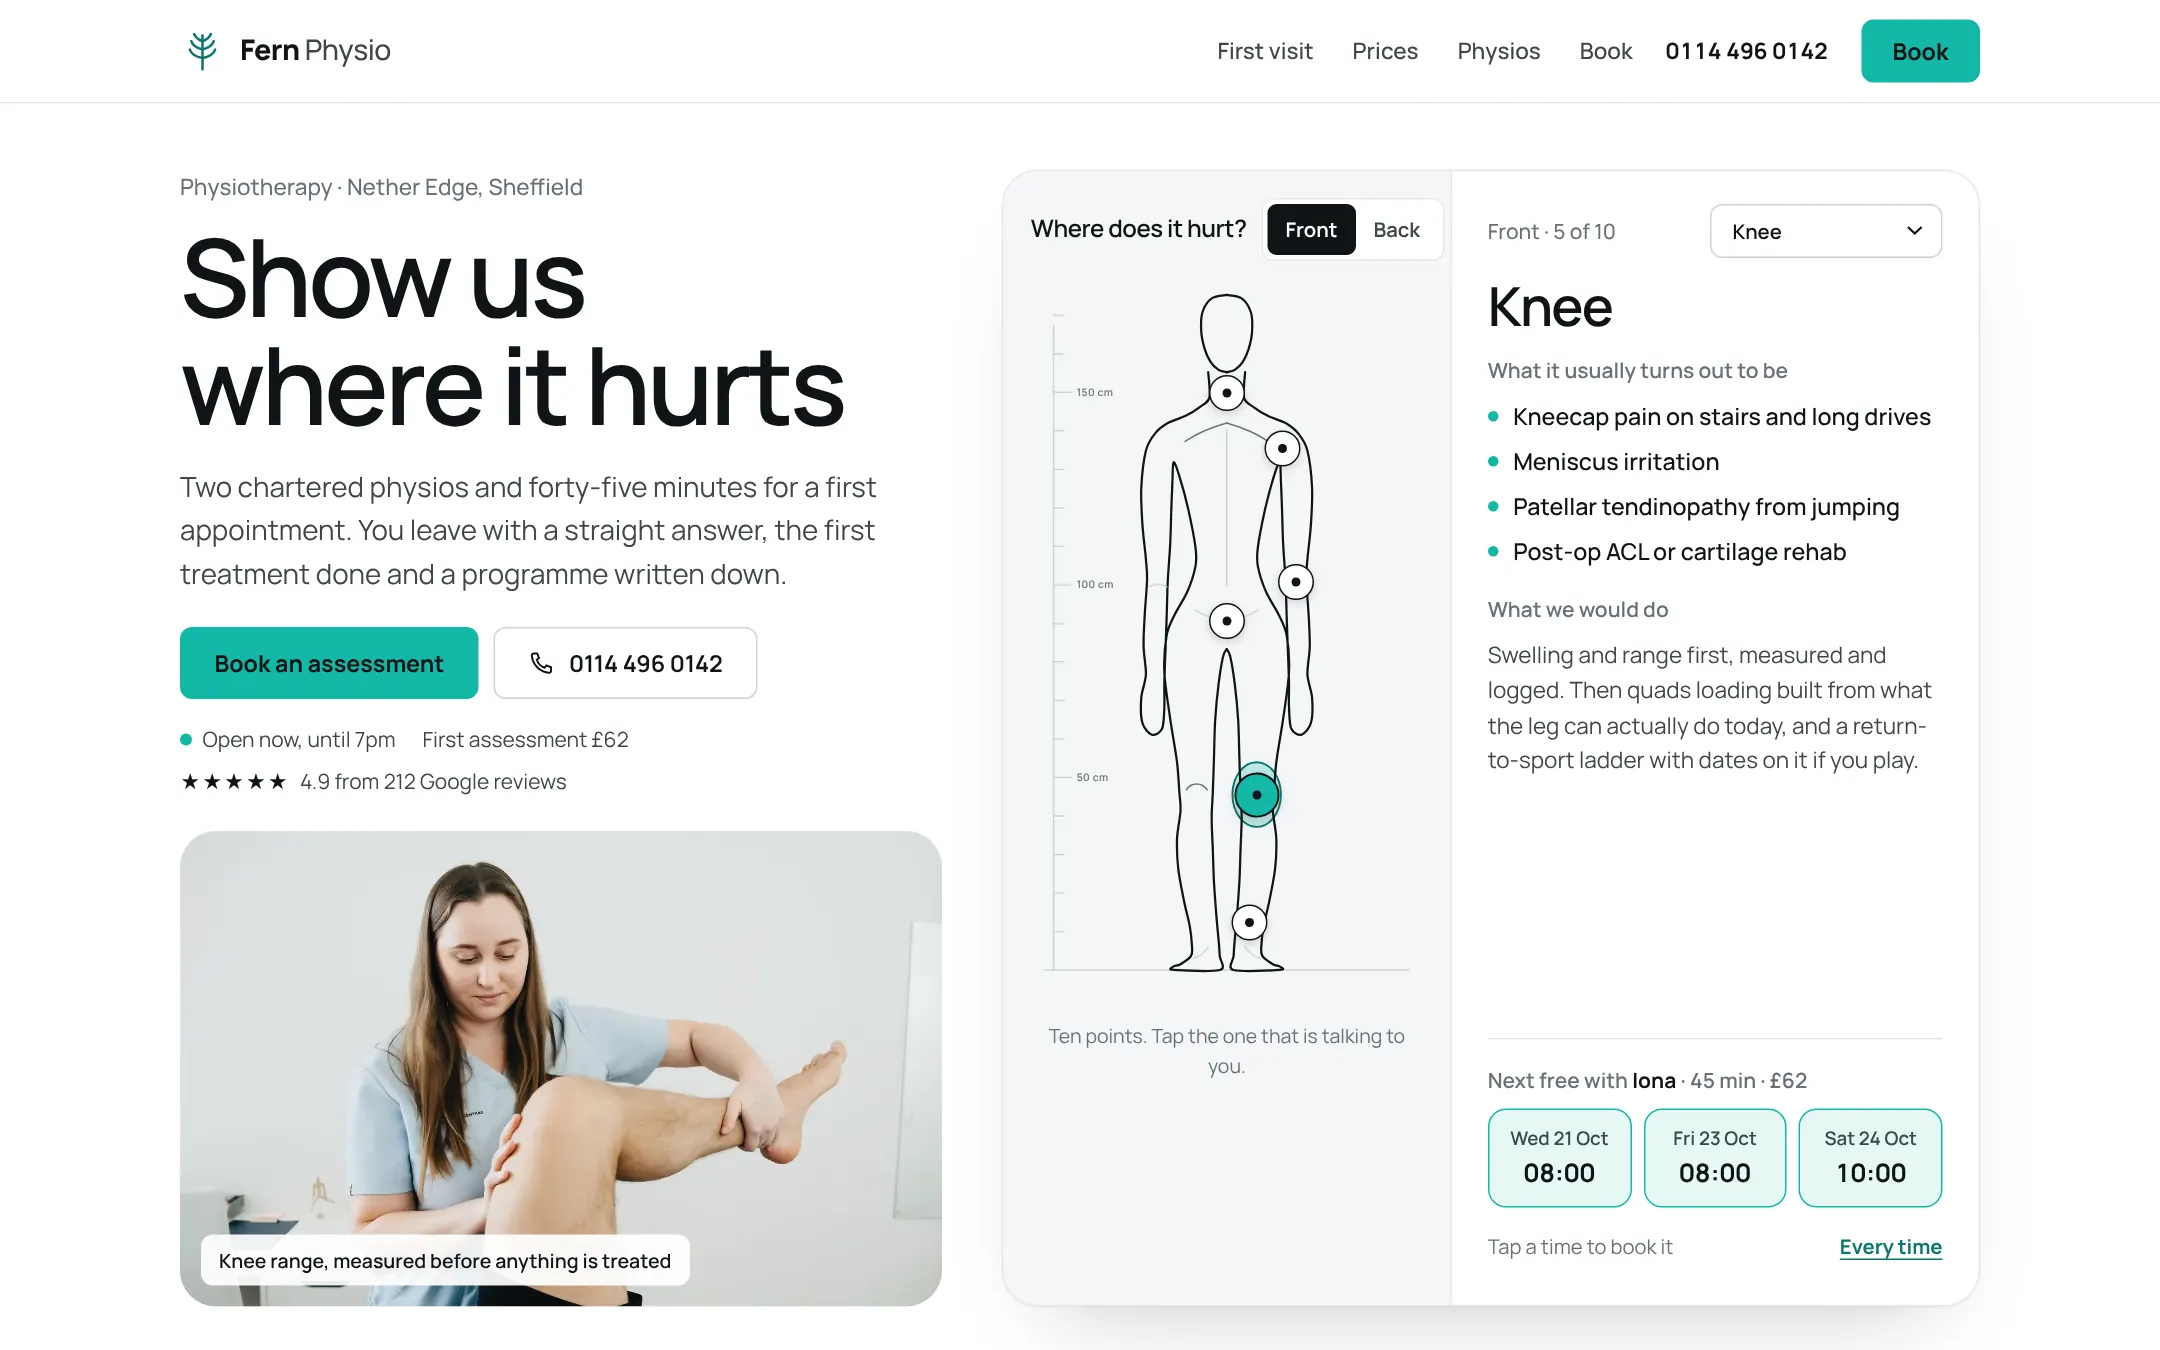 Fern Physio
First visit
Prices
Physios
Book
0114 496 0142
Book
Physiotherapy · Nether Edge, Sheffield
Show us
where it hurts
Two chartered physios and forty-five minutes for a first
appointment. You leave with a straight answer, the first
treatment done and a programme written down.
Book an assessment
0114 496 0142
Open now, until 7pm
First assessment £62
★★★★★ 4.9 from 212 Google reviews
Knee range, measured before anything is treated
Where does it hurt?
Front
Back
150 cm
100 cm
50 cm
Ten points. Tap the one that is talking to
you.
Front · 5 of 10
Knee
Knee
What it usually turns out to be
Kneecap pain on stairs and long drives
Meniscus irritation
Patellar tendinopathy from jumping
Post-op ACL or cartilage rehab
What we would do
Swelling and range first, measured and
logged. Then quads loading built from what
the leg can actually do today, and a return-
to-sport ladder with dates on it if you play.
Next free with Iona · 45 min · £62
Wed 21 Oct
08:00
Fri 23 Oct
08:00
Sat 24 Oct
10:00
Tap a time to book it
Every time